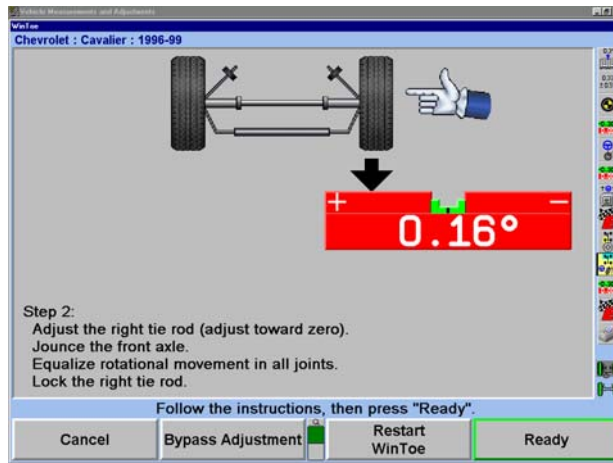 Vehicle Measurements and Adjustments
WinToe
Chevrolet : Cavalier : 1996-99
+ −
0.16°
Step 2:
Adjust the right tie rod (adjust toward zero).
Jounce the front axle.
Equalize rotational movement in all joints.
Lock the right tie rod.
Follow the instructions, then press "Ready".
Cancel
Bypass Adjustment
Restart
WinToe
Ready